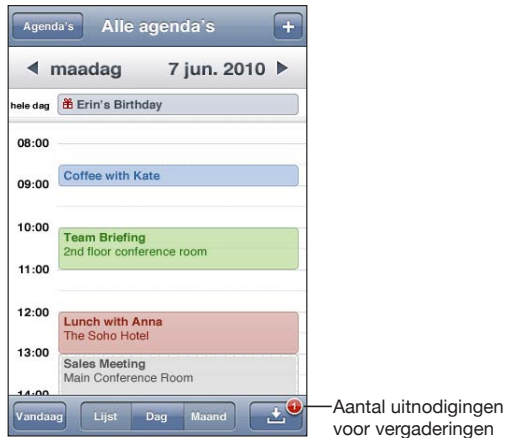 Agenda's Alle agenda's +
maadag 7 jun. 2010
hele dag Erin's Birthday
08:00
Coffee with Kate
09:00
10:00
Team Briefing
2nd floor conference room
11:00
12:00
Lunch with Anna
The Soho Hotel
13:00
Sales Meeting
Main Conference Room
14:00
Vandaag Lijst Dag Maand 1
Aantal uitnodigingen
voor vergaderingen